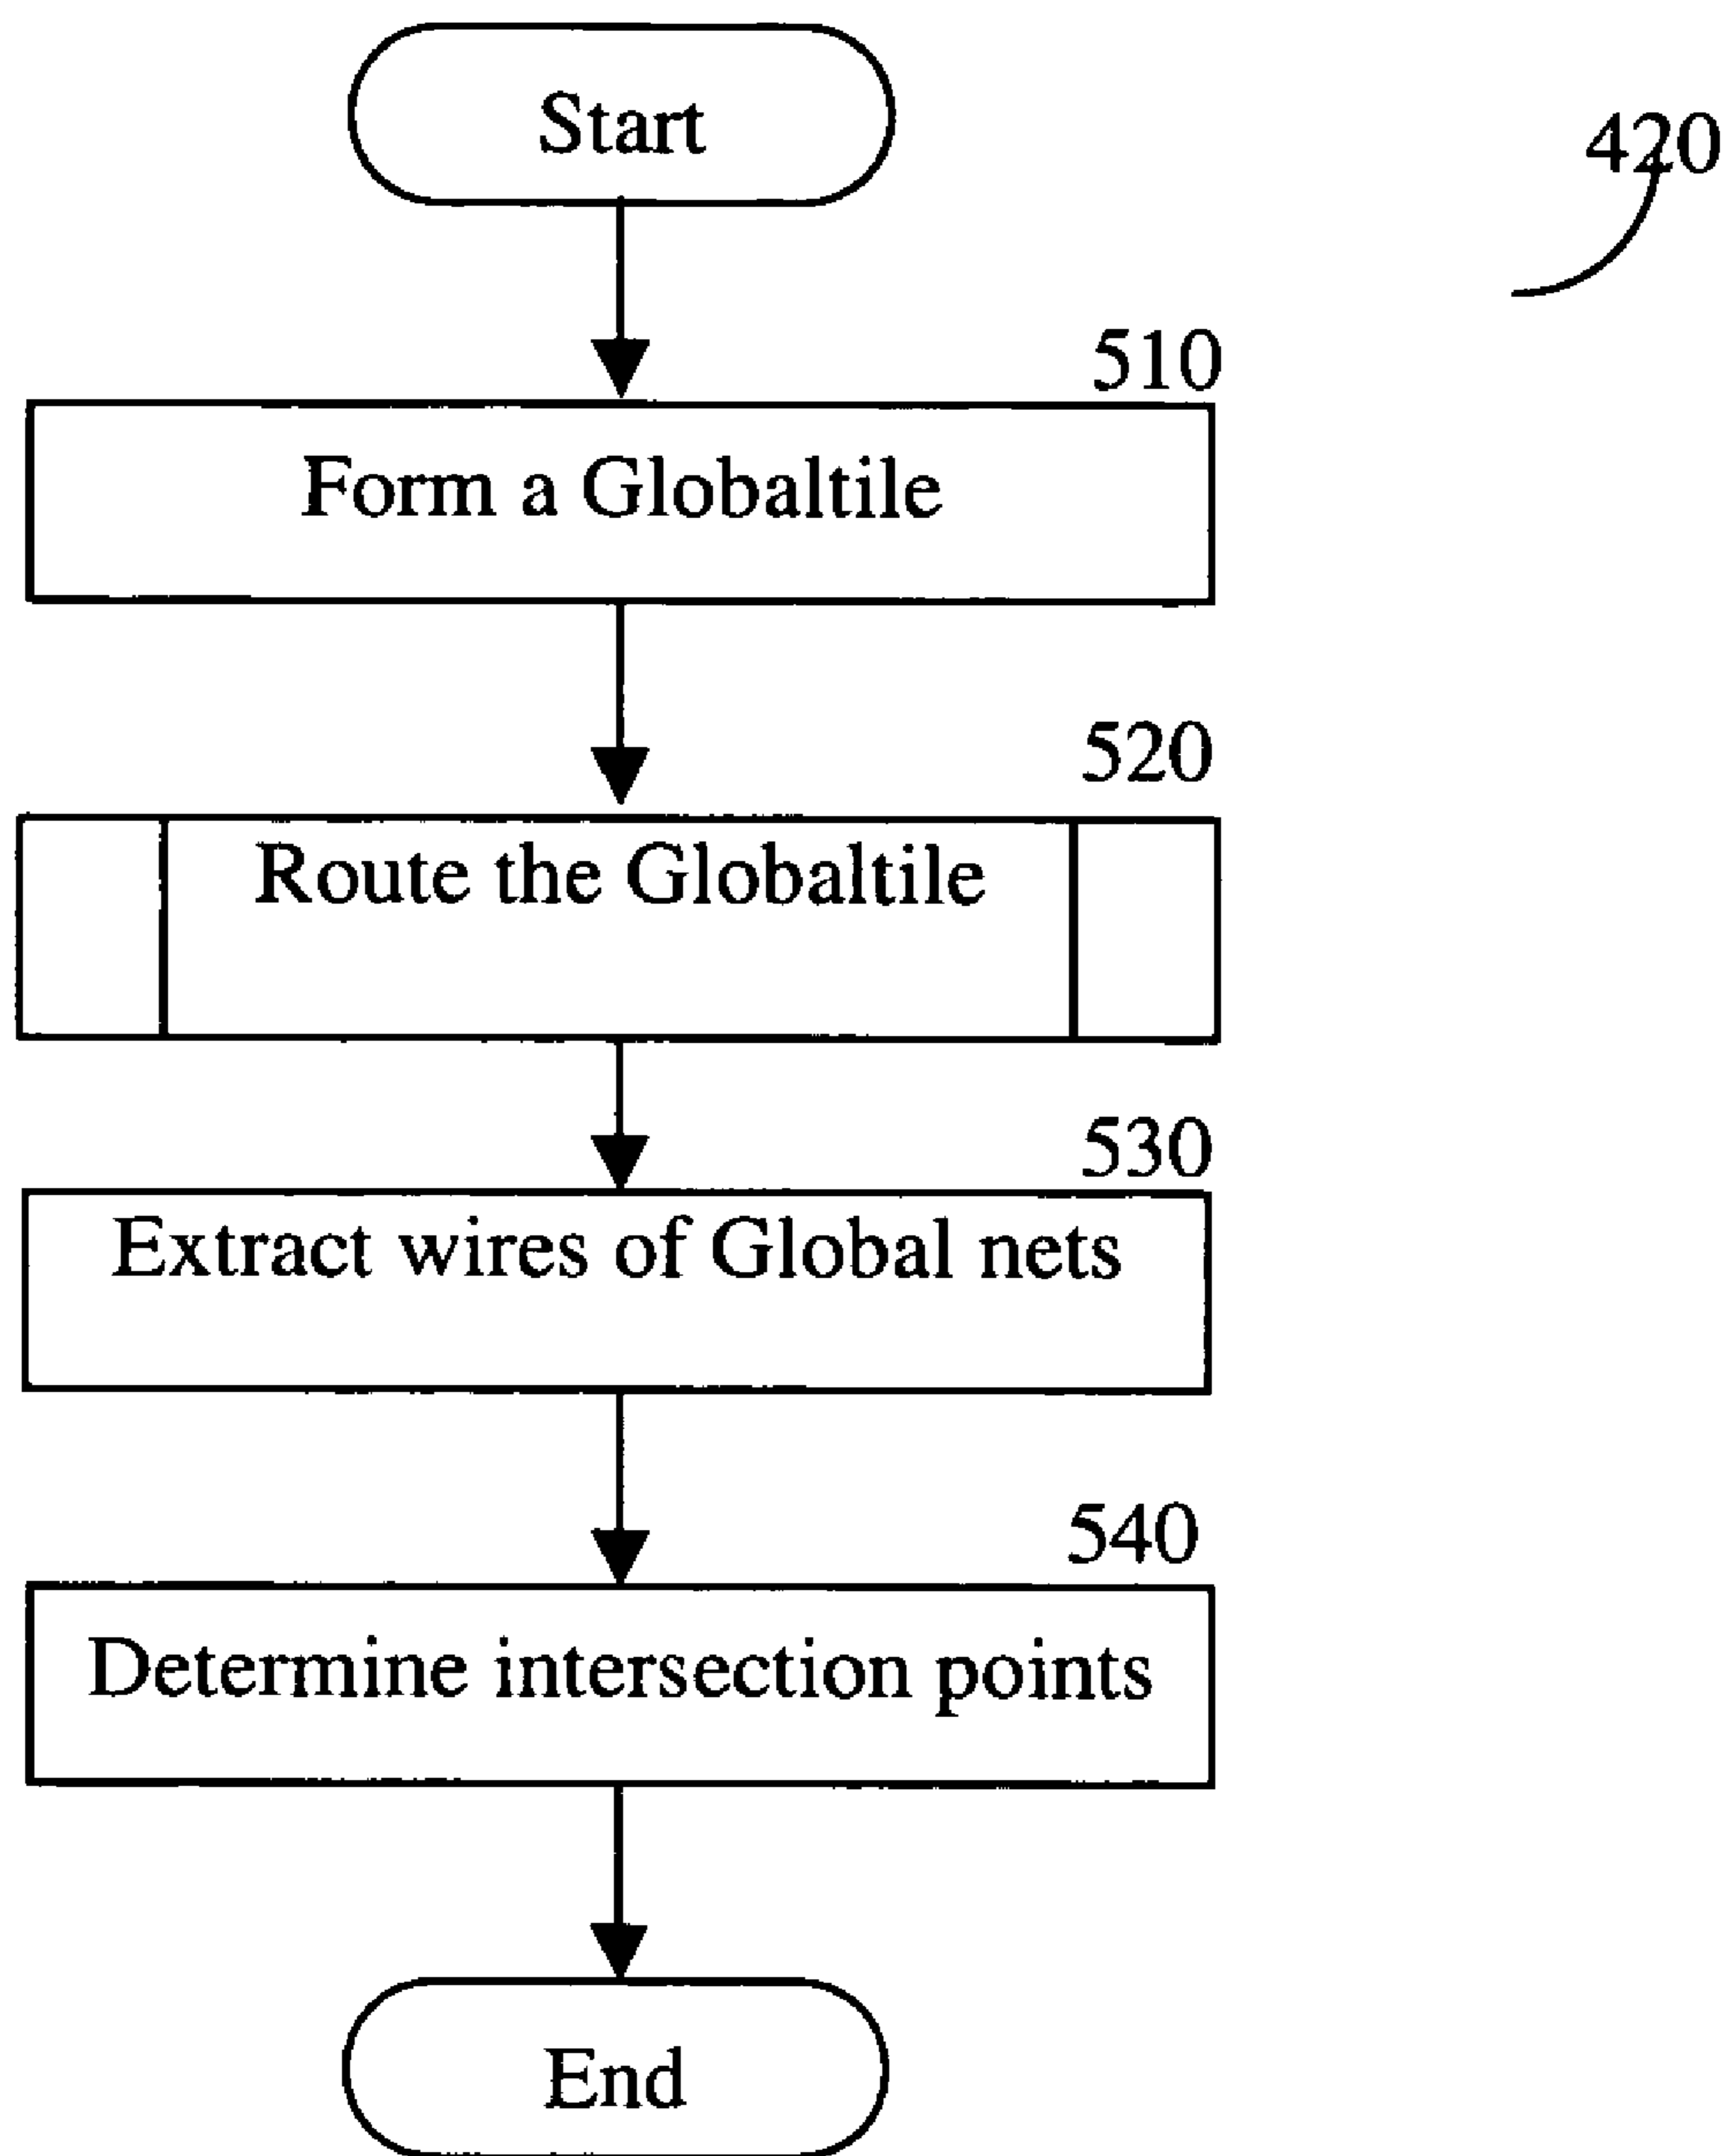 Start
420
510
Form a Globaltile
520
Route the Globaltile
530
Extract wires of Global nets
540
Determine intersection points
End